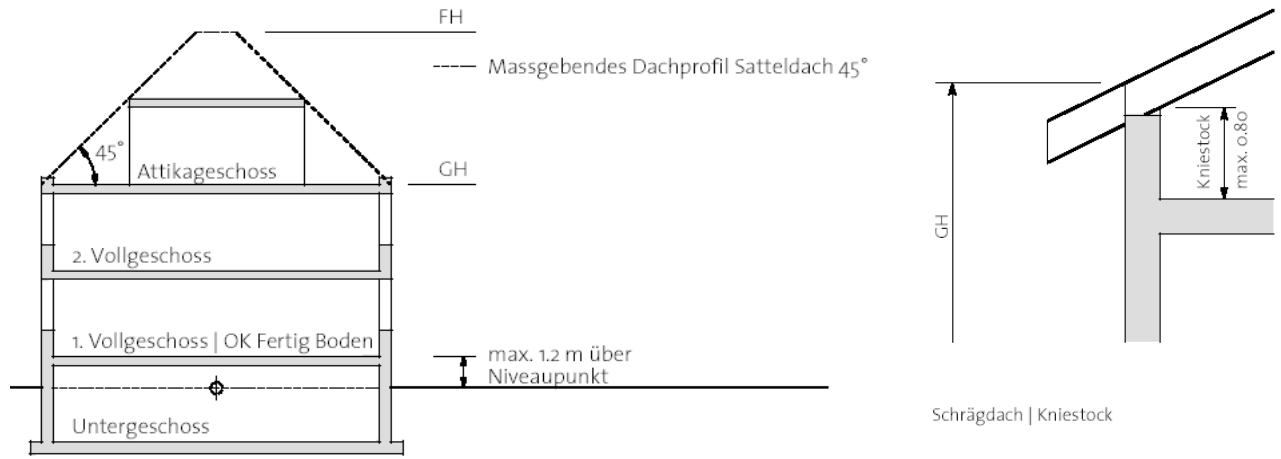 FH
Massgebendes Dachprofil Satteldach 45°
45°
Attikageschoss
GH
2. Vollgeschoss
1. Vollgeschoss | OK Fertig Boden
max. 1.2 m über
Niveaupunkt
Untergeschoss
GH
Kniestock
max. 0.80
Schrägdach | Kniestock